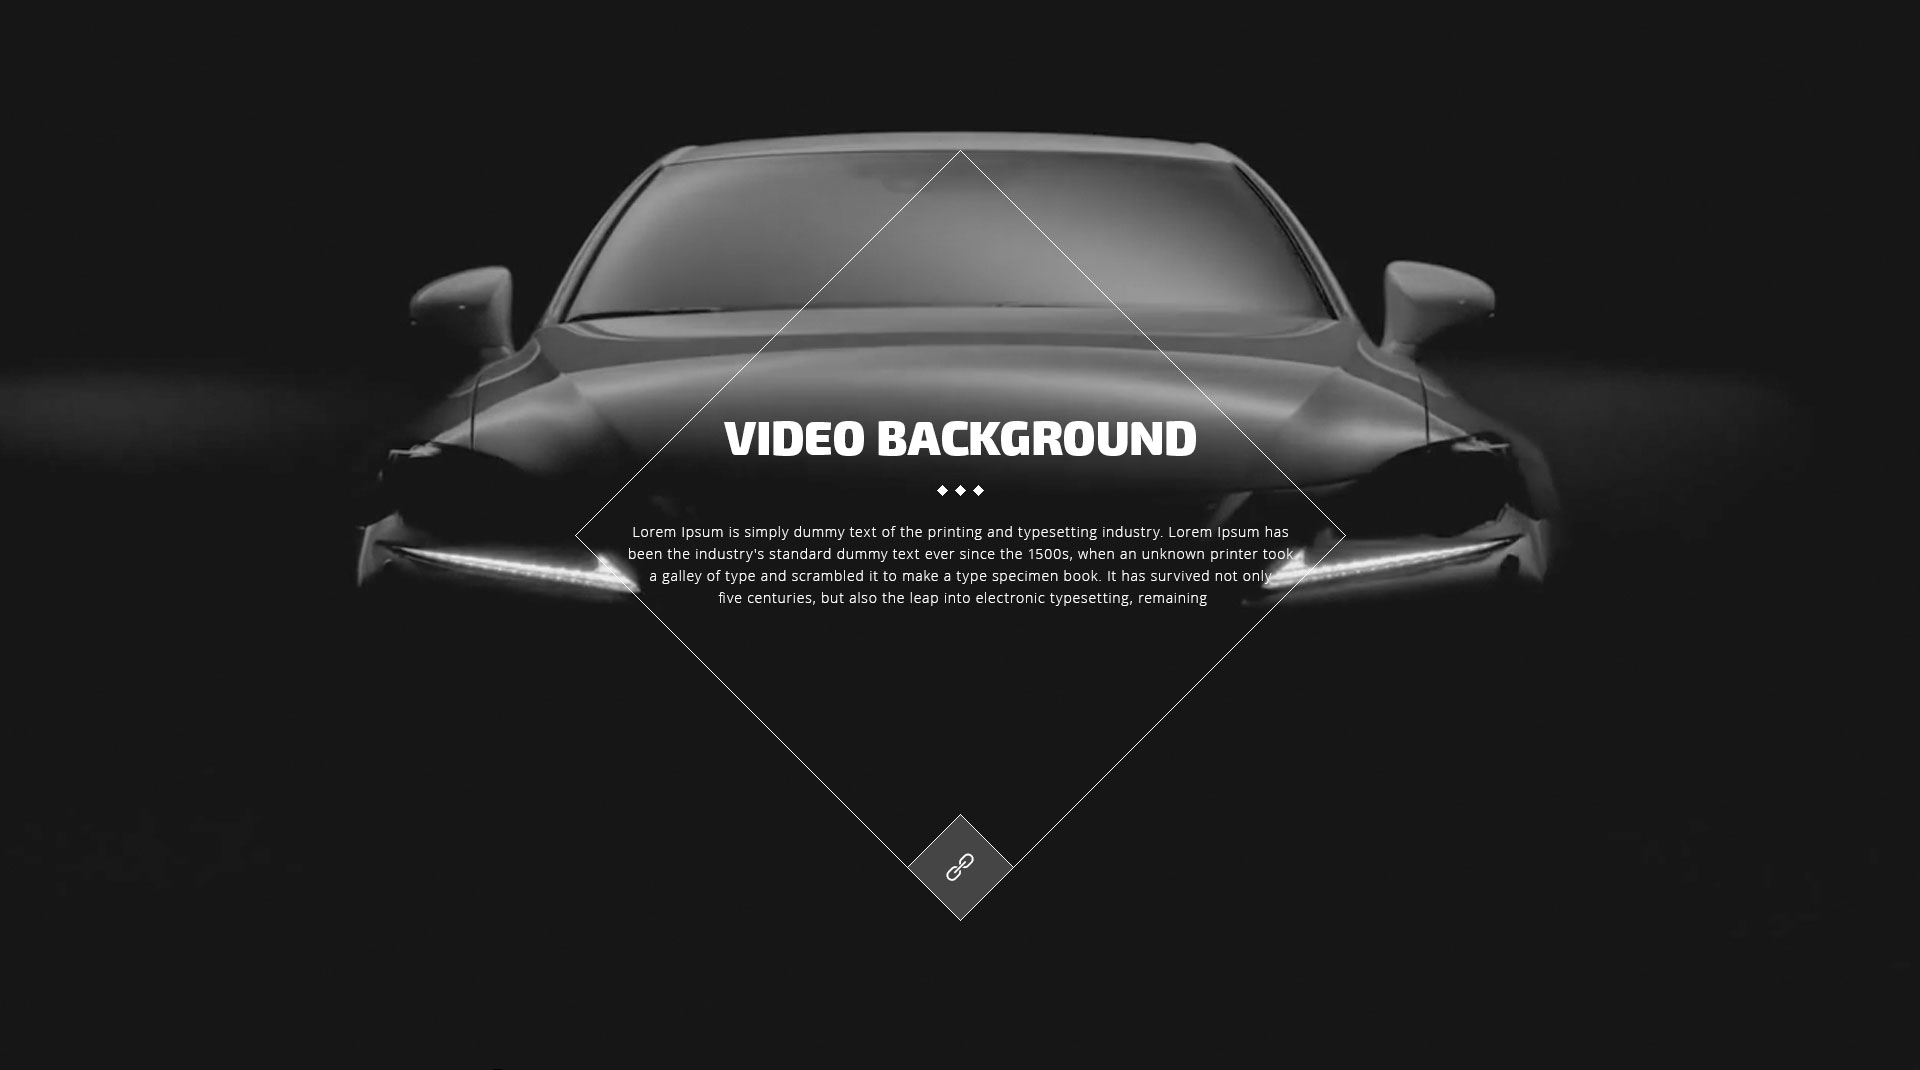 VIDEO BACKGROUND
Lorem Ipsum is simply dummy text of the printing and typesetting industry. Lorem Ipsum has
been the industry's standard dummy text ever since the 1500s, when an unknown printer took
a galley of type and scrambled it to make a type specimen book. It has survived not only
five centuries, but also the leap into electronic typesetting, remaining